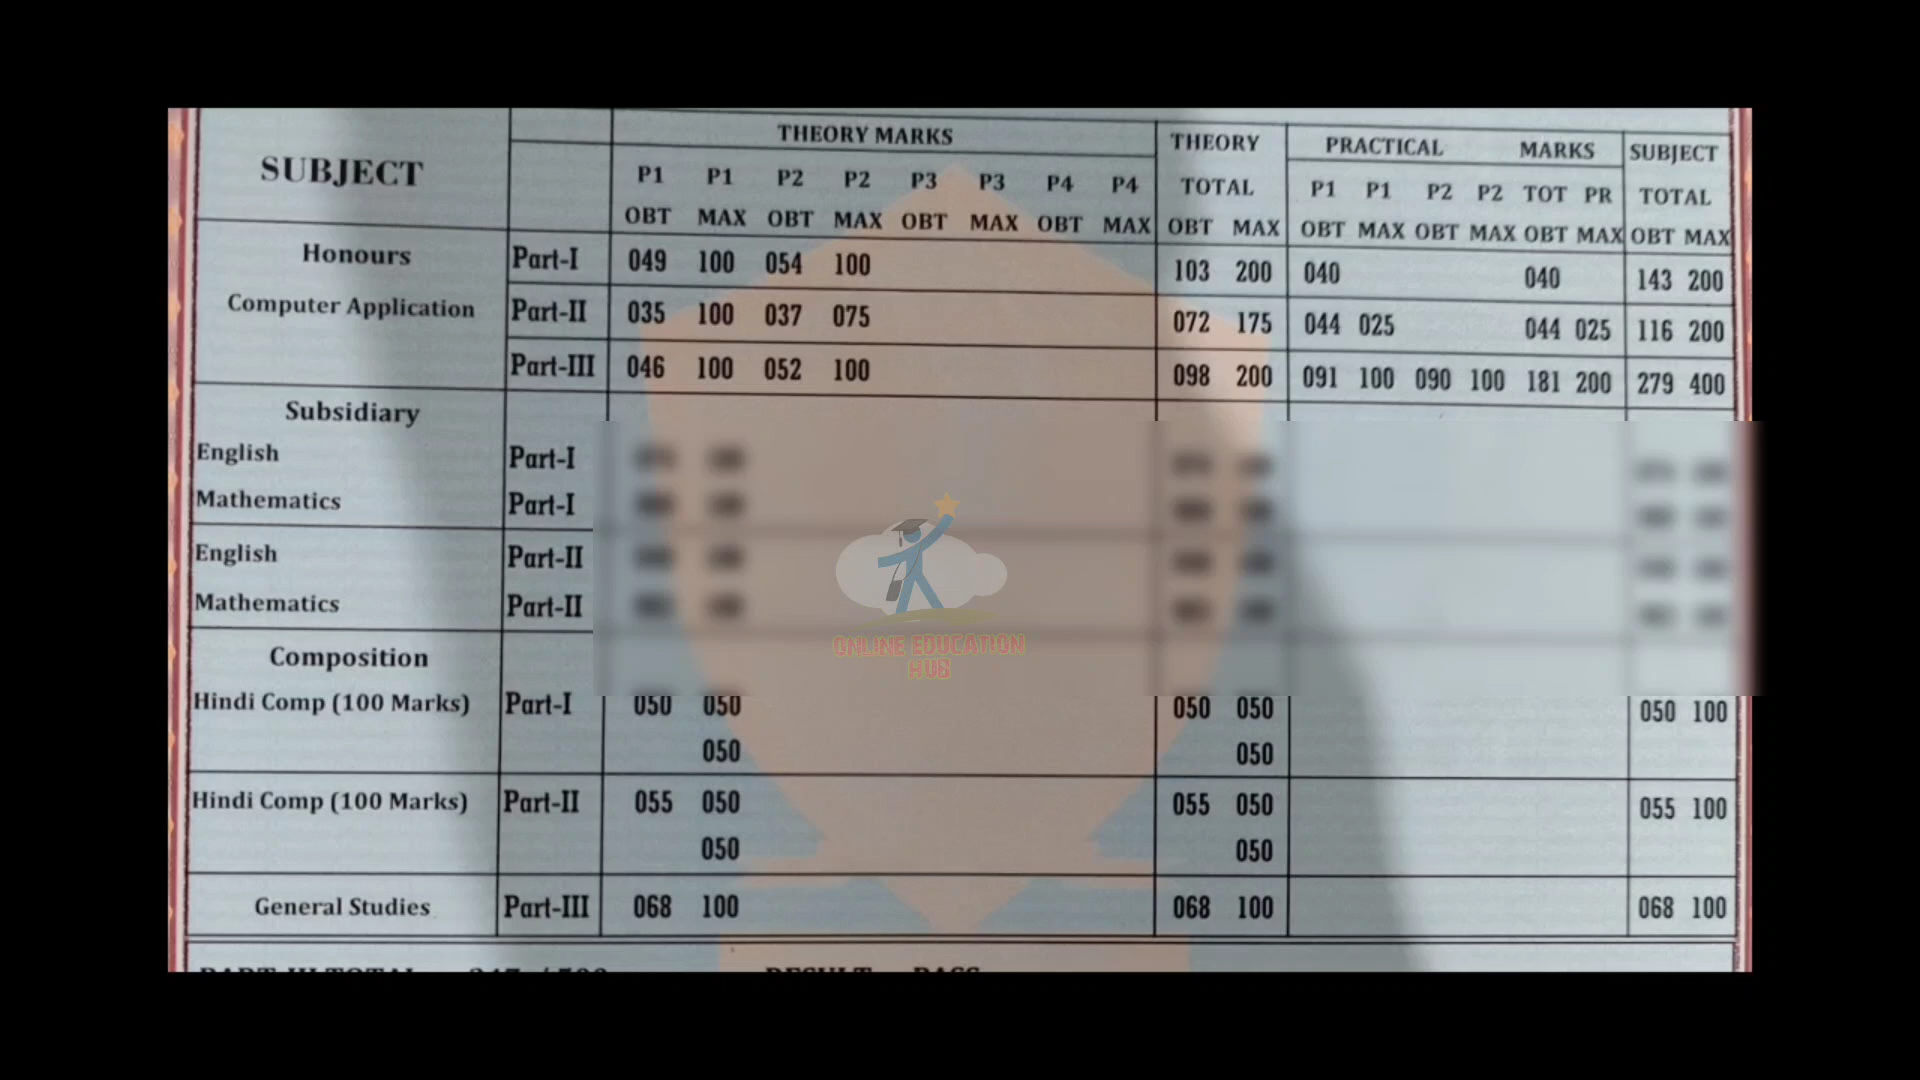 THEORY MARKS THEORY PRACTICAL MARKS SUBJECT
SUBJECT P1 P1 P2 P2 P3 P3 P4 P4 TOTAL P1 P1 P2 P2 TOT PR TOTAL
OBT MAX OBT MAX OBT MAX OBT MAX OBT MAX OBT MAX OBT MAX OBT MAX OBT MAX
Honours Part-I 049 100 054 100 103 200 040 040 143 200
Computer Application Part-II 035 100 037 075 072 175 044 025 044 025 116 200
Part-III 046 100 052 100 098 200 091 100 090 100 181 200 279 400
Subsidiary
English Part-I
Mathematics Part-I
English Part-II
Mathematics Part-II
ONLINE EDUCATION
HUB
Composition
Hindi Comp (100 Marks) Part-I 050 050 050 050 050 100
050 050
Hindi Comp (100 Marks) Part-II 055 050 055 050 055 100
050 050
General Studies Part-III 068 100 068 100 068 100